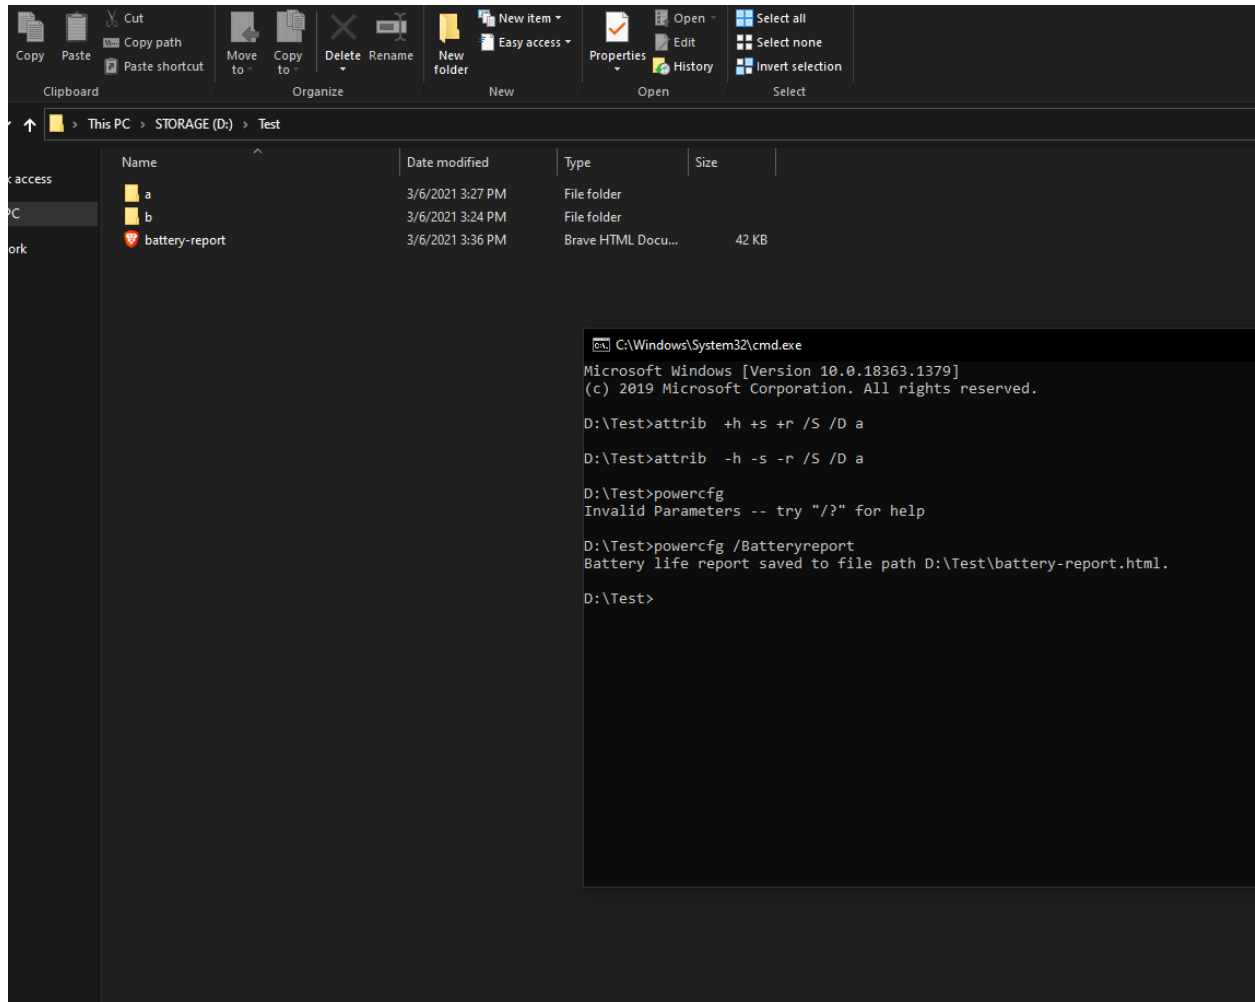 Copy
Paste
Cut
Copy path
Paste shortcut
Clipboard
Move to
Copy to
Delete
Rename
Organize
New folder
New item
Easy access
New
Properties
Open
Edit
History
Open
Select all
Select none
Invert selection
Select
This PC > STORAGE (D:) > Test
access
PC
ork
Name Date modified Type Size
a 3/6/2021 3:27 PM File folder
b 3/6/2021 3:24 PM File folder
battery-report 3/6/2021 3:36 PM Brave HTML Docu... 42 KB
C:\Windows\System32\cmd.exe
Microsoft Windows [Version 10.0.18363.1379]
(c) 2019 Microsoft Corporation. All rights reserved.
D:\Test>attrib  +h +s +r /S /D a
D:\Test>attrib  -h -s -r /S /D a
D:\Test>powercfg
Invalid Parameters -- try "/?" for help
D:\Test>powercfg /Batteryreport
Battery life report saved to file path D:\Test\battery-report.html.
D:\Test>